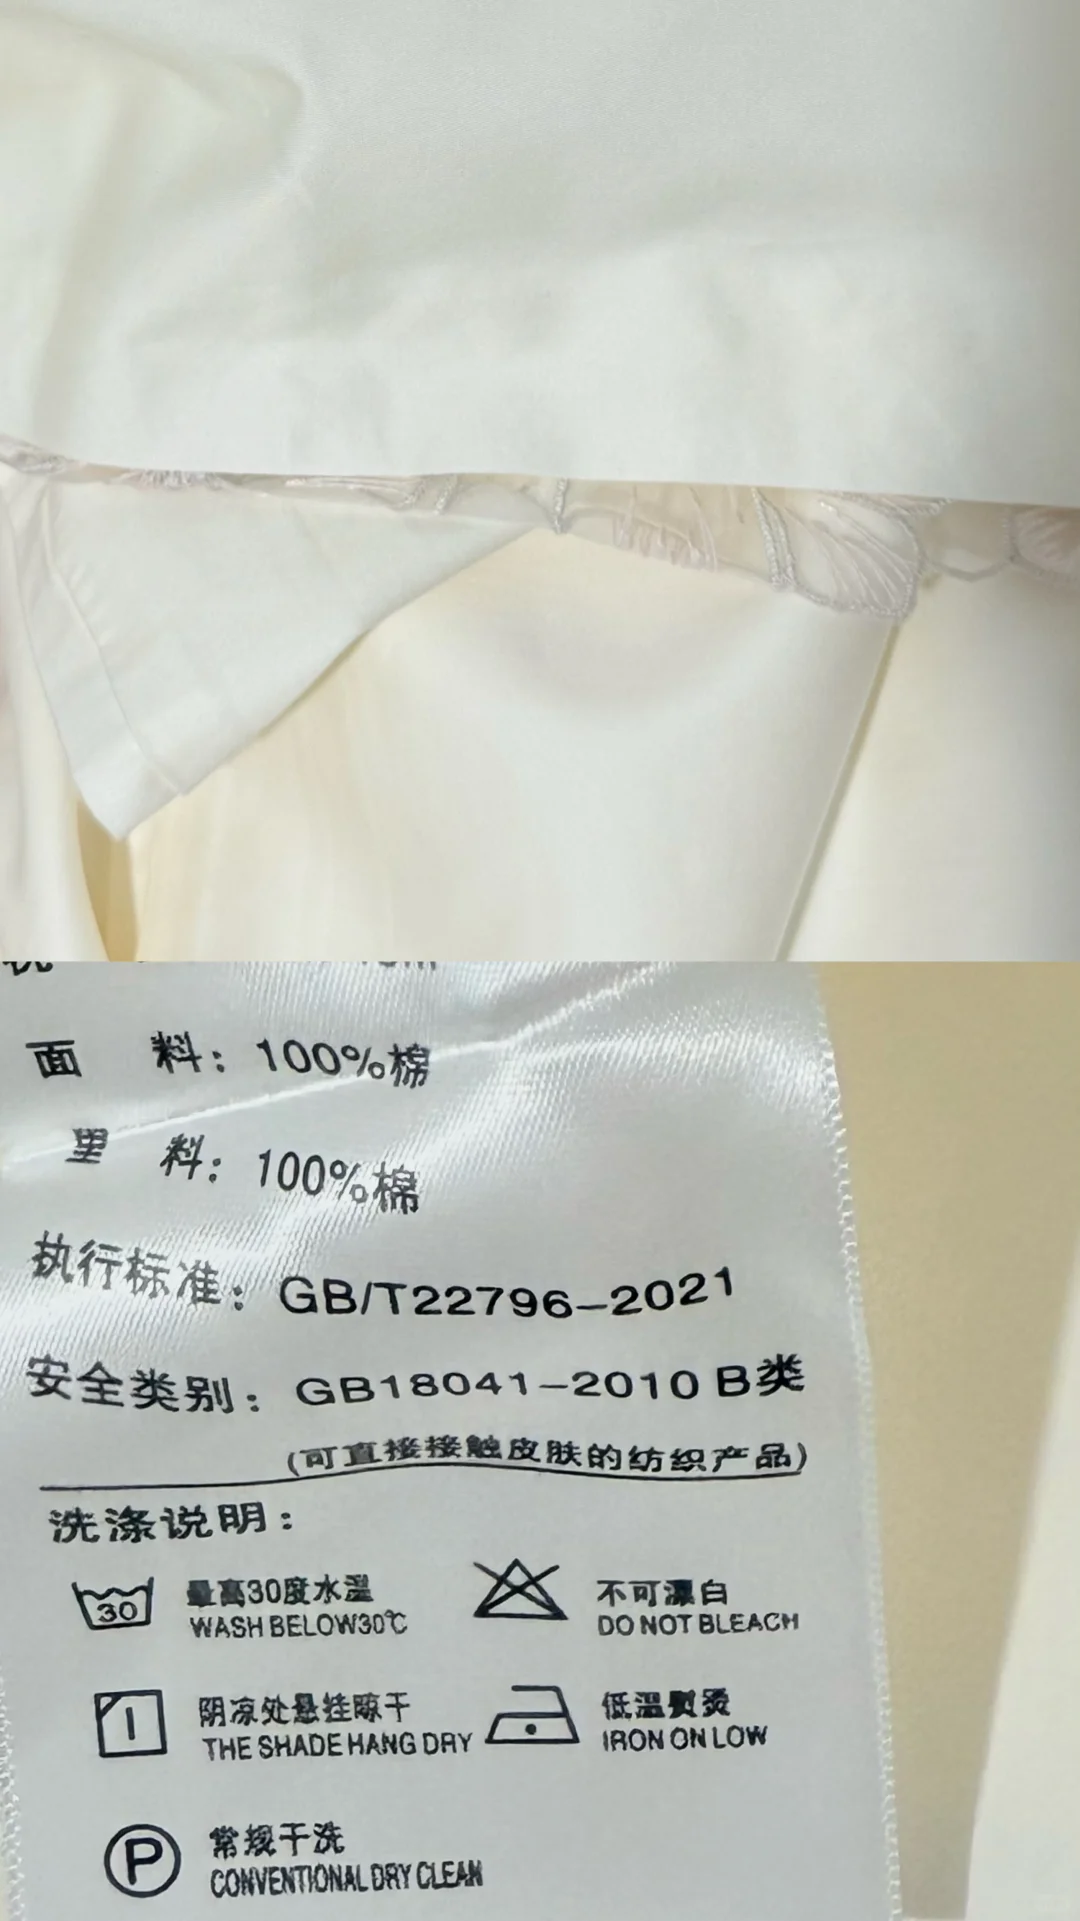 面 料：100%棉
里 料：100%棉
执行标准：GB/T22796-2021
安全类别：GB18041-2010 B类
(可直接接触皮肤的纺织产品)
洗涤说明：
30
最高30度水温
WASH BELOW30℃
不可漂白
DO NOT BLEACH
阴凉处悬挂晾干
THE SHADE HANG DRY
低温熨烫
IRON ON LOW
P
常规干洗
CONVENTIONAL DRY CLEAN